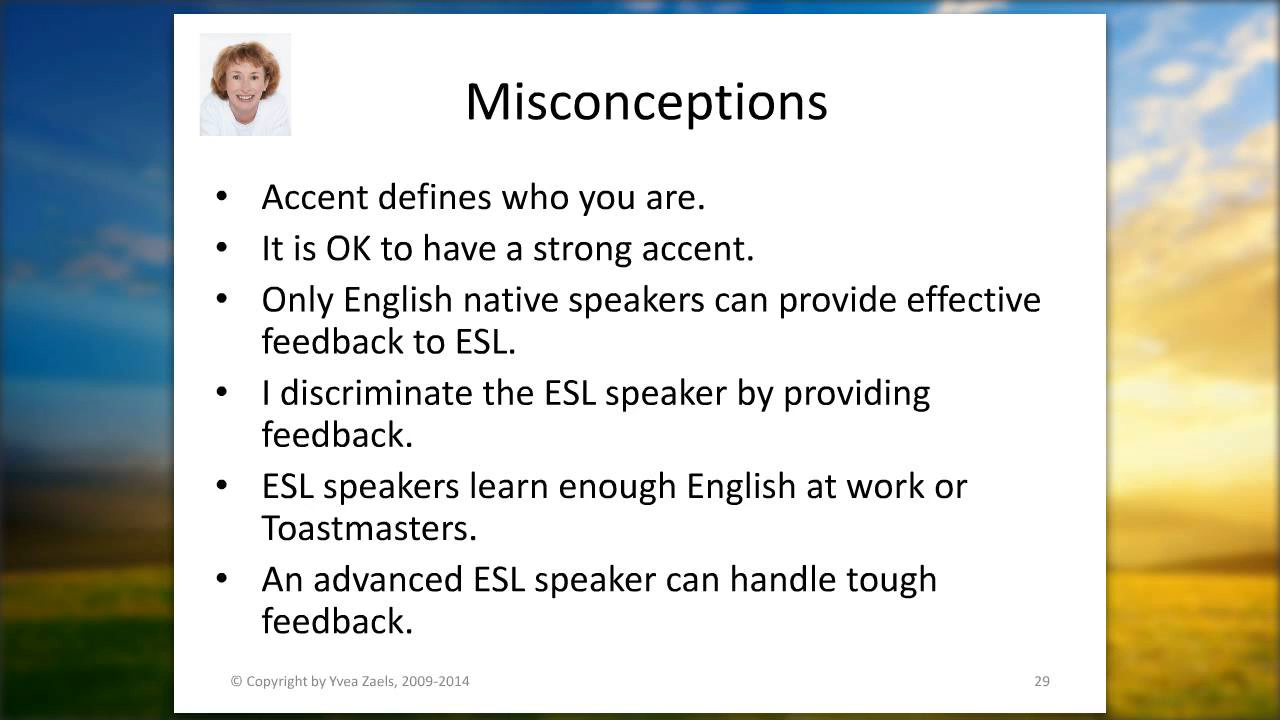 Misconceptions
• Accent defines who you are.
• It is OK to have a strong accent.
• Only English native speakers can provide effective
feedback to ESL.
• I discriminate the ESL speaker by providing
feedback.
• ESL speakers learn enough English at work or
Toastmasters.
• An advanced ESL speaker can handle tough
feedback.
© Copyright by Yvea Zaels, 2009-2014
29